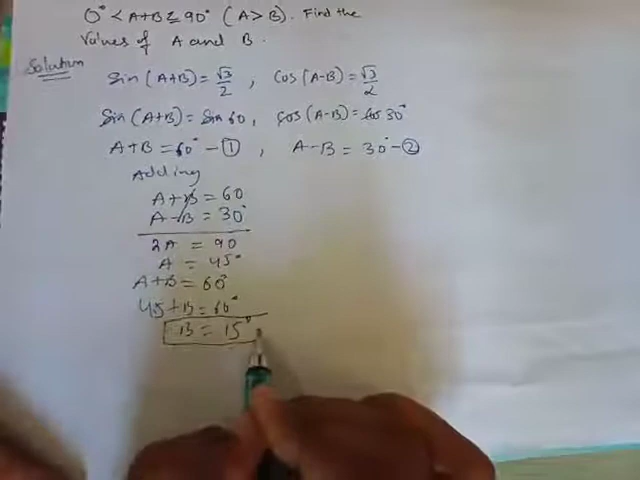 0° < A+B ≤ 90° (A > B). Find the
Values of A and B.
Solution
Sin (A+B) = √3/2 , Cos (A-B) = √3/2
Sin (A+B) = Sin 60, Cos (A-B) = Cos 30°
A+B = 60° - ① , A-B = 30° - ②
Adding
A+B = 60
A-B = 30°
2A = 90
A = 45°
A+B = 60°
45+B = 60°
B = 15°